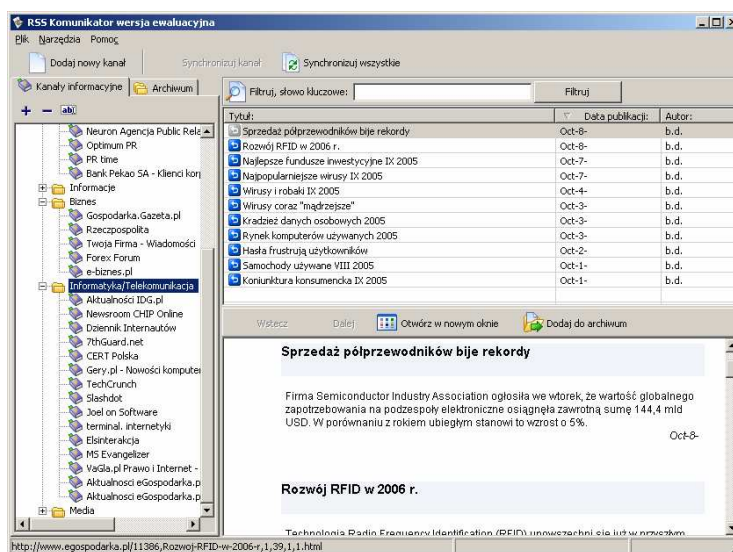 RSS Komunikator wersja ewaluacyjna
Plik Narzędzia Pomoc
Dodaj nowy kanał Synchronizuj kanał Synchronizuj wszystkie
Kanały informacyjne Archiwum
Filtruj, słowo kluczowe: Filtruj
+ − ab
Tytuł: Data publikacji: Autor:
Sprzedaż półprzewodników bije rekordy Oct-8- b.d.
Rozwój RFID w 2006 r. Oct-8- b.d.
Najlepsze fundusze inwestycyjne IX 2005 Oct-7- b.d.
Najpopularniejsze wirusy IX 2005 Oct-7- b.d.
Wirusy i robaki IX 2005 Oct-4- b.d.
Wirusy coraz "mądrzejsze" Oct-3- b.d.
Kradzież danych osobowych 2005 Oct-3- b.d.
Rynek komputerów używanych 2005 Oct-3- b.d.
Hasła frustrują użytkowników Oct-2- b.d.
Samochody używane VIII 2005 Oct-1- b.d.
Koniunktura konsumencka IX 2005 Oct-1- b.d.
Neuron Agencja Public Rela
Optimum PR
PR time
Bank Pekao SA - Klienci kor
Informacje
Biznes
Gospodarka.Gazeta.pl
Rzeczpospolita
Twoja Firma - Wiadomości
Forex Forum
e-biznes.pl
Informatyka/Telekomunikacja
Aktualności IDG.pl
Newsroom CHIP Online
Dziennik Internautów
7thGuard.net
CERT Polska
Gery.pl - Nowości komputer
TechCrunch
Slashdot
Joel on Software
terminal. internetyki
Elsinterakcja
MS Evangelizer
VaGla.pl Prawo i Internet -
Aktualnosci eGospodarka.p
Aktualnosci eGospodarka.p
Media
Wstecz Dalej Otwórz w nowym oknie Dodaj do archiwum
Sprzedaż półprzewodników bije rekordy
Firma Semiconductor Industry Association ogłosiła we wtorek, że wartość globalnego
zapotrzebowania na podzespoły elektroniczne osiągnęła zawrotną sumę 144,4 mld
USD. W porównaniu z rokiem ubiegłym stanowi to wzrost o 5%.
Oct-8-
Rozwój RFID w 2006 r.
Technologia Radio Frequency Identification (RFID) upowszechni się już w przyszłym
http://www.egospodarka.pl/11386,Rozwoj-RFID-w-2006-r,1,39,1,1.html